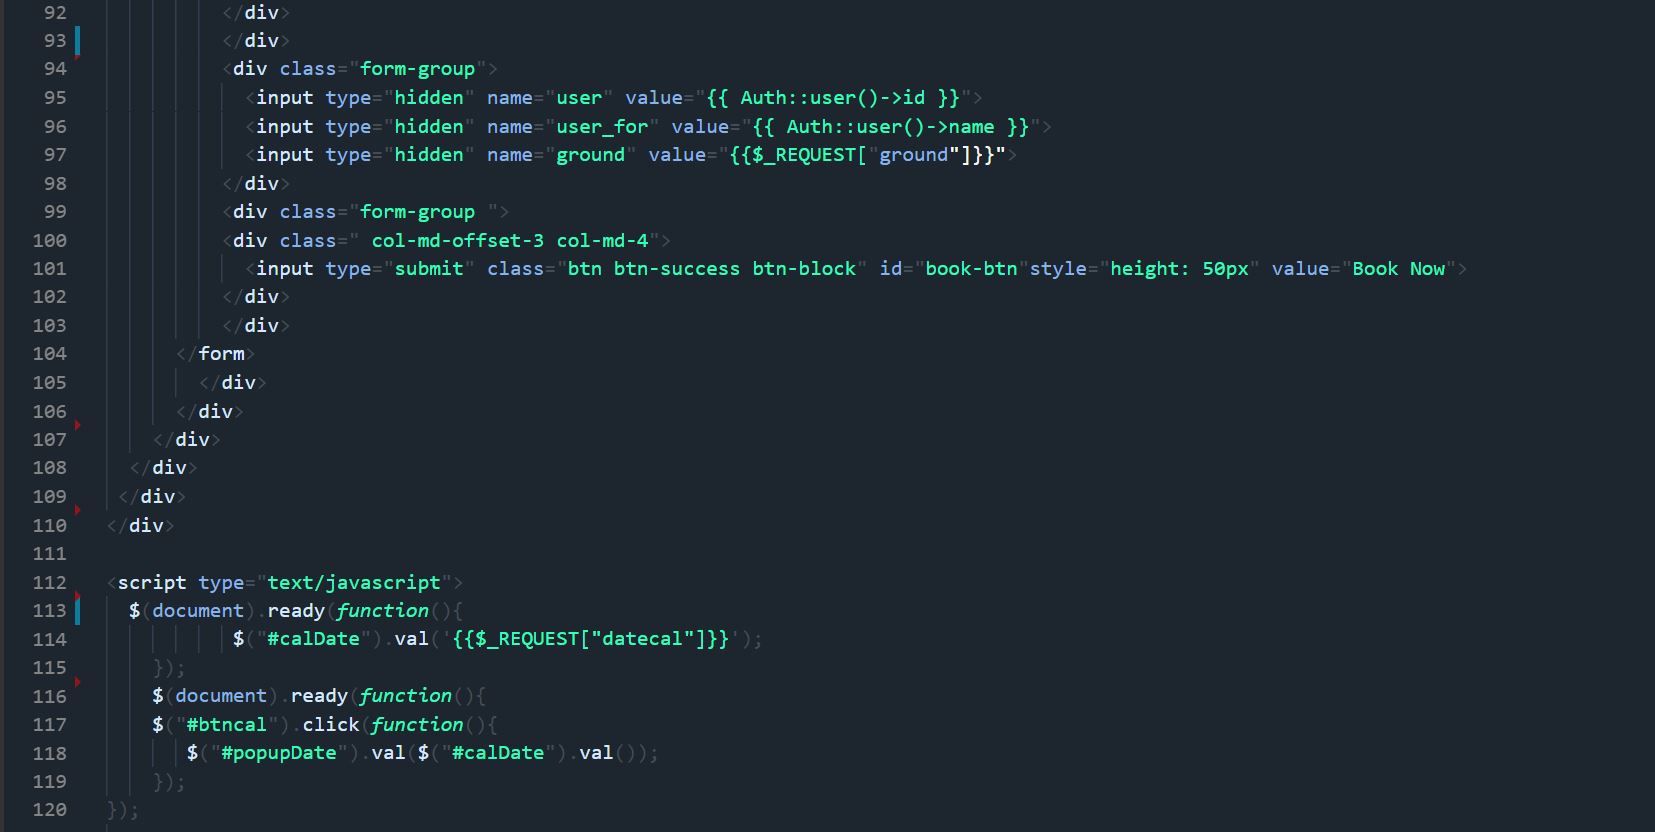 92 </div>
93 </div>
94 <div class="form-group">
95 <input type="hidden" name="user" value="{{ Auth::user()->id }}">
96 <input type="hidden" name="user_for" value="{{ Auth::user()->name }}">
97 <input type="hidden" name="ground" value="{{$_REQUEST["ground"]}}">
98 </div>
99 <div class="form-group ">
100 <div class=" col-md-offset-3 col-md-4">
101 <input type="submit" class="btn btn-success btn-block" id="book-btn"style="height: 50px" value="Book Now">
102 </div>
103 </div>
104 </form>
105 </div>
106 </div>
107 </div>
108 </div>
109 </div>
110 </div>
111
112 <script type="text/javascript">
113 $(document).ready(function(){
114 $("#calDate").val('{{$_REQUEST["datecal"]}}');
115 });
116 $(document).ready(function(){
117 $("#btncal").click(function(){
118 $("#popupDate").val($("#calDate").val());
119 });
120 });